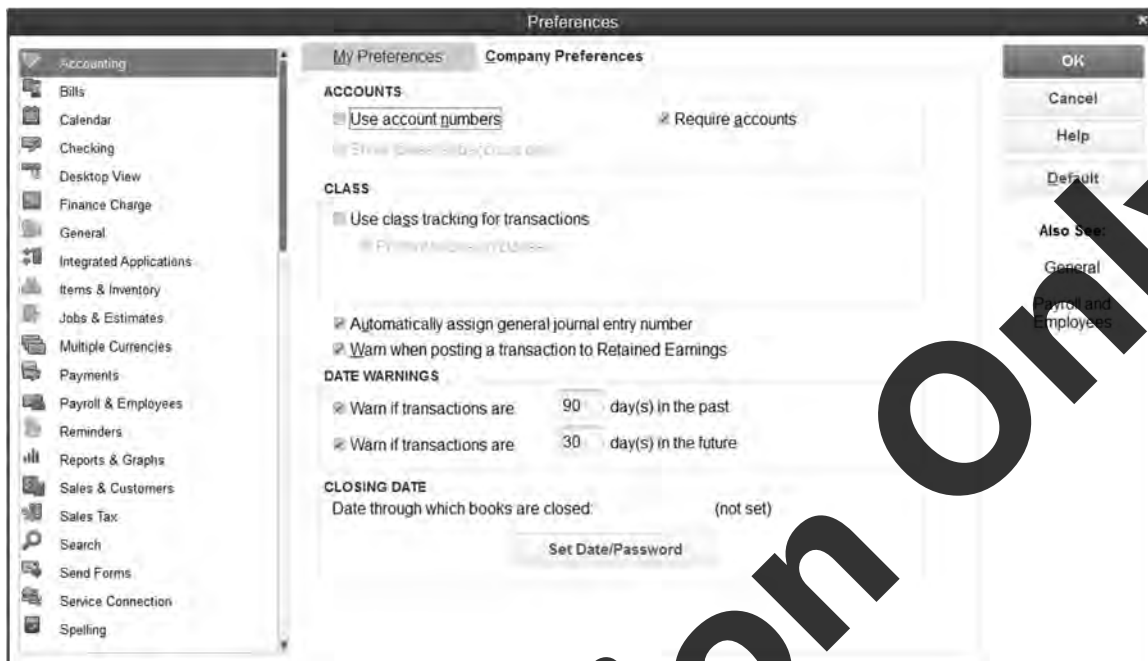 Preferences
Accounting
Bills
Calendar
Checking
Desktop View
Finance Charge
General
Integrated Applications
Items & Inventory
Jobs & Estimates
Multiple Currencies
Payments
Payroll & Employees
Reminders
Reports & Graphs
Sales & Customers
Sales Tax
Search
Send Forms
Service Connection
Spelling
My Preferences Company Preferences
ACCOUNTS
Use account numbers Require accounts
CLASS
Use class tracking for transactions
Automatically assign general journal entry number
Warn when posting a transaction to Retained Earnings
DATE WARNINGS
Warn if transactions are 90 day(s) in the past
Warn if transactions are 30 day(s) in the future
CLOSING DATE
Date through which books are closed: (not set)
Set Date/Password
OK
Cancel
Help
Default
Also See:
General
Payroll and
Employees
on Only